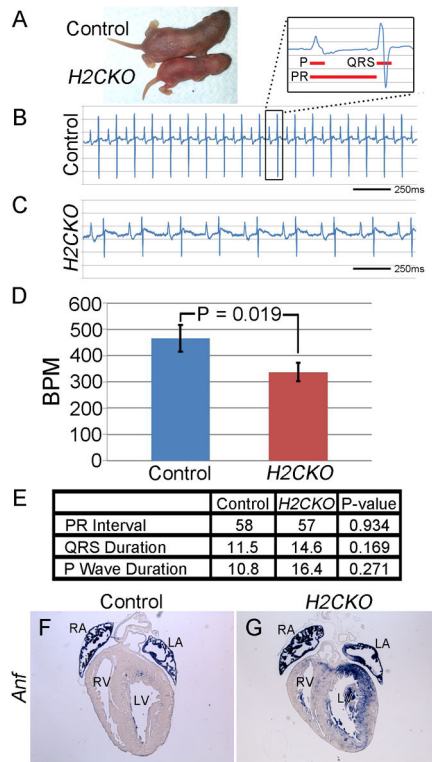 A
Control
H2CKO
P
QRS
PR
B
Control
250ms
C
H2CKO
250ms
D
600
500
400
300
200
100
0
BPM
P = 0.019
Control
H2CKO
E
Control H2CKO P-value
PR Interval 58 57 0.934
QRS Duration 11.5 14.6 0.169
P Wave Duration 10.8 16.4 0.271
Control
H2CKO
Anf
F
RA
LA
RV
LV
G
RA
LA
RV
LV